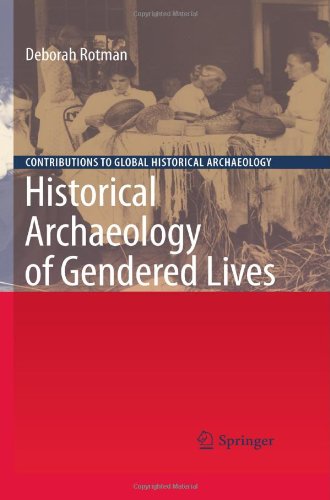 Deborah Rotman
CONTRIBUTIONS TO GLOBAL HISTORICAL ARCHAEOLOGY
Historical
Archaeology
of Gendered Lives
Springer